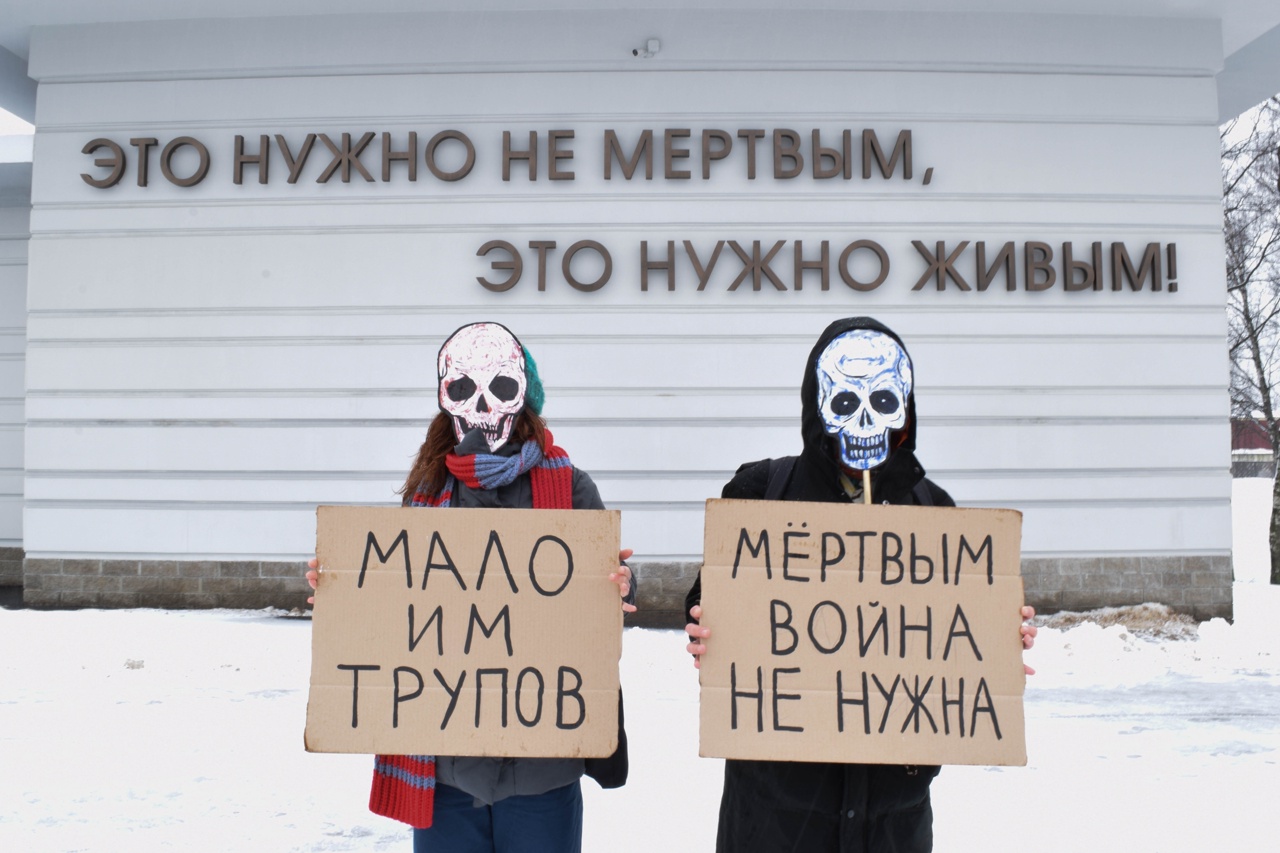 ЭТО НУЖНО НЕ МЕРТВЫМ,
ЭТО НУЖНО ЖИВЫМ!
МАЛО
ИМ
ТРУПОВ
МЁРТВЫМ
ВОЙНА
НЕ НУЖНА